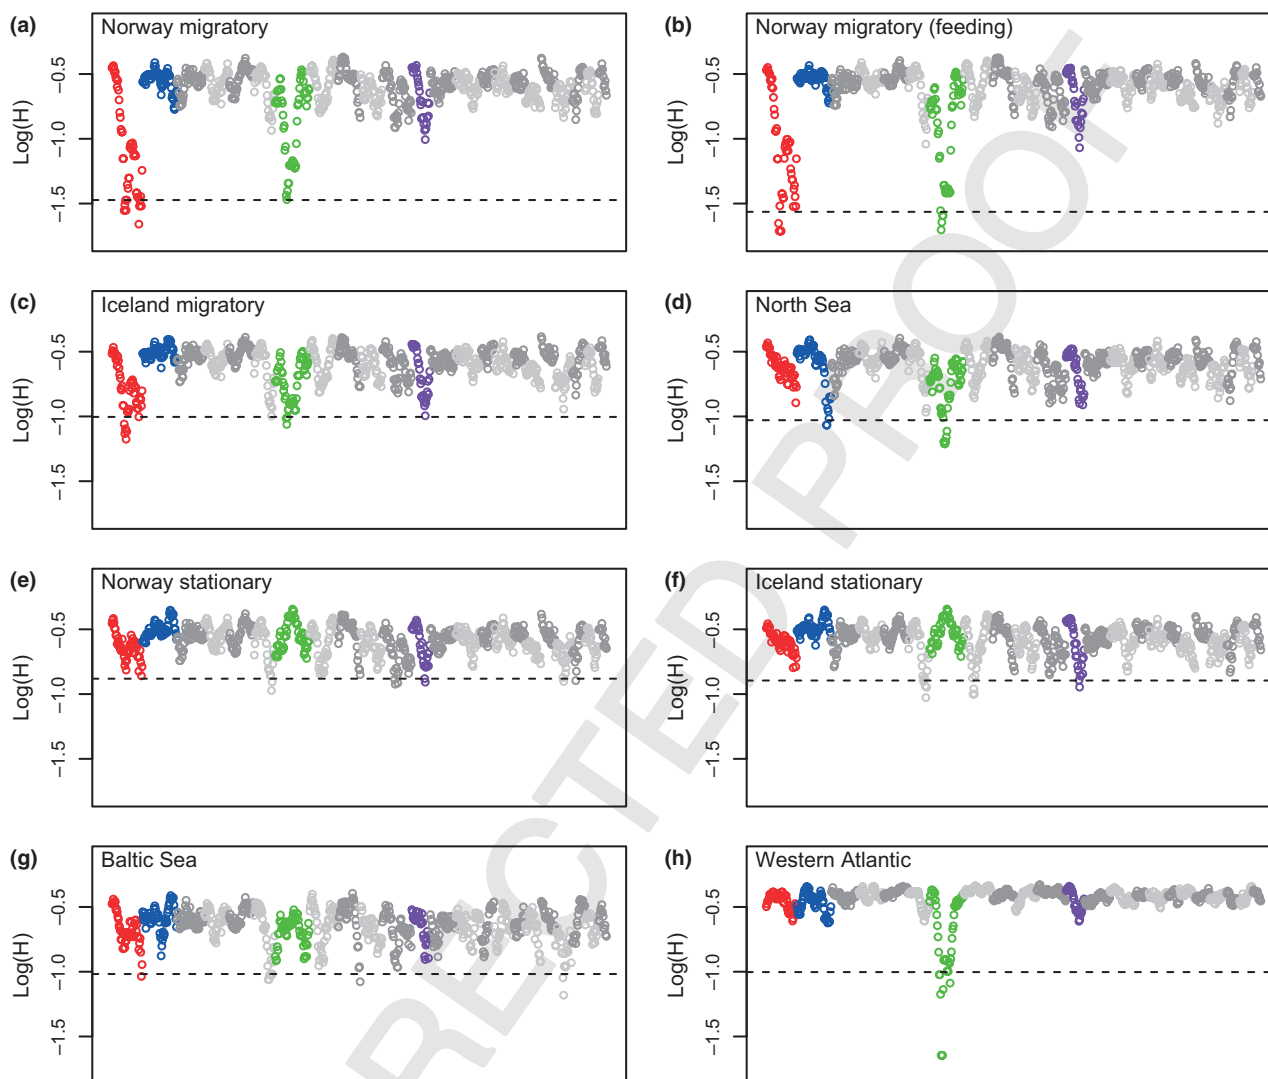 (a) Norway migratory
Log(H)
−0.5
−1.0
−1.5
(b) Norway migratory (feeding)
Log(H)
−0.5
−1.0
−1.5
(c) Iceland migratory
Log(H)
−0.5
−1.0
−1.5
(d) North Sea
Log(H)
−0.5
−1.0
−1.5
(e) Norway stationary
Log(H)
−0.5
−1.0
−1.5
(f) Iceland stationary
Log(H)
−0.5
−1.0
−1.5
(g) Baltic Sea
Log(H)
−0.5
−1.0
−1.5
(h) Western Atlantic
Log(H)
−0.5
−1.0
−1.5
RECTED PROOF